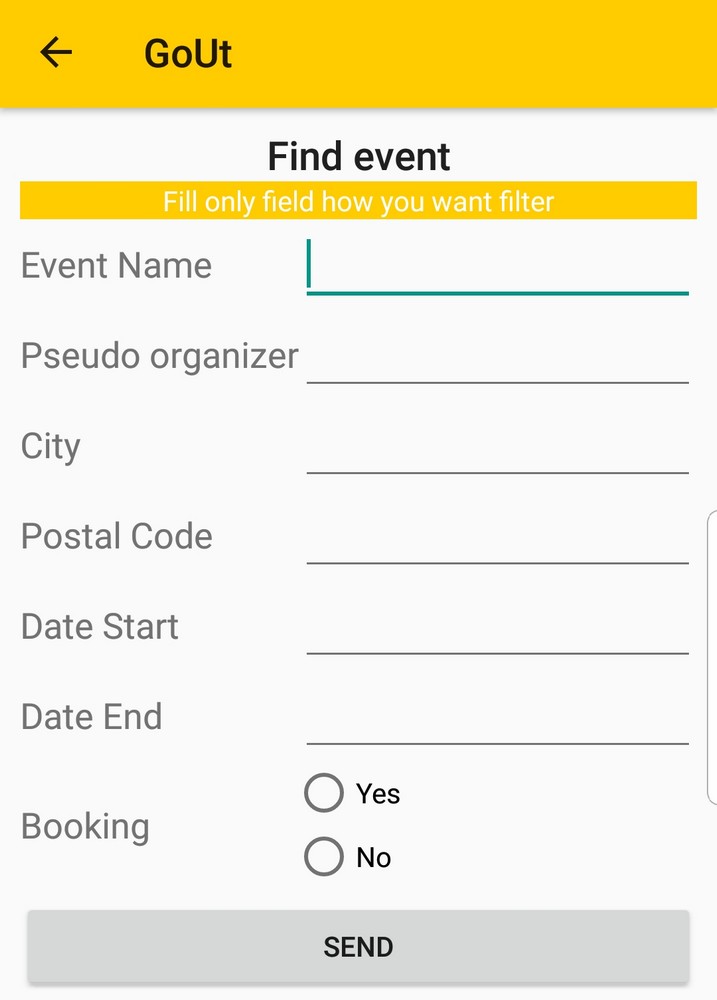 GoUt
Find event
Fill only field how you want filter
Event Name
Pseudo organizer
City
Postal Code
Date Start
Date End
Booking
Yes
No
SEND